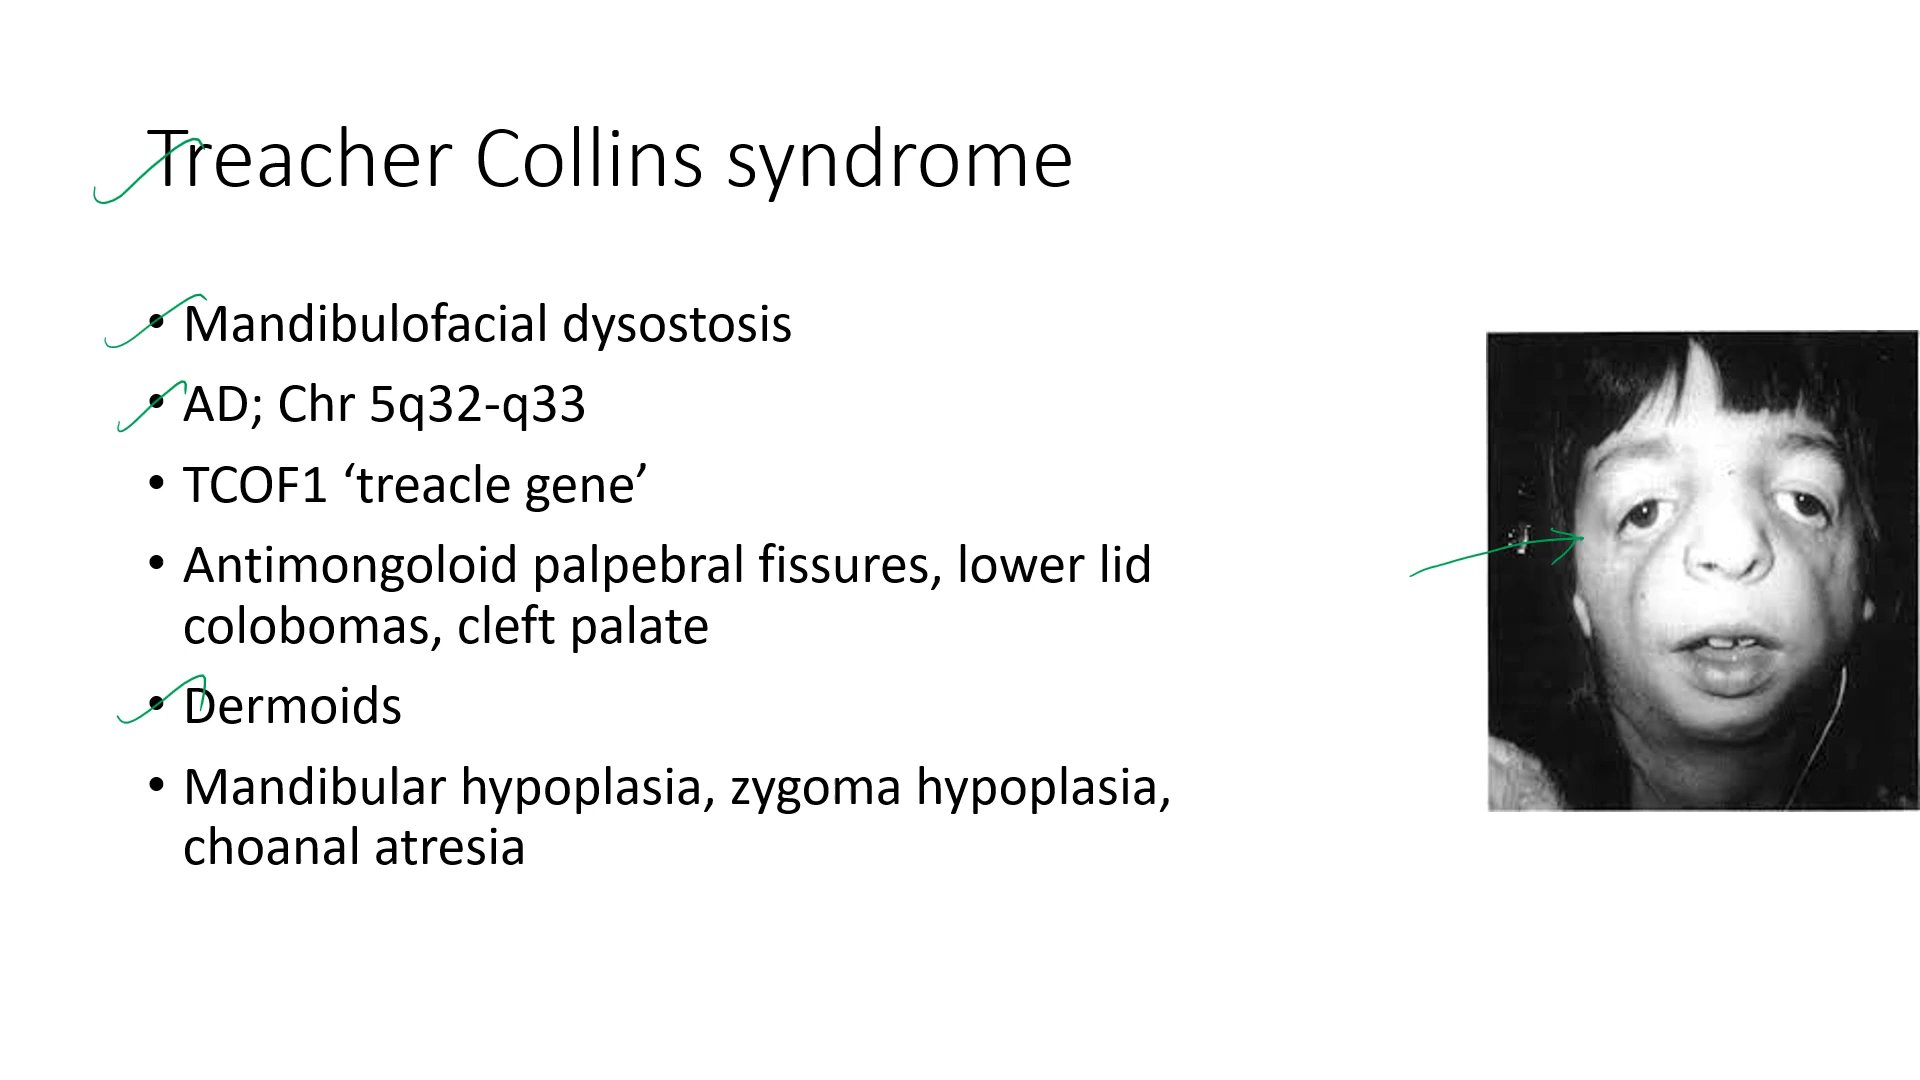 Treacher Collins syndrome
• Mandibulofacial dysostosis
• AD; Chr 5q32-q33
• TCOF1 ‘treacle gene’
• Antimongoloid palpebral fissures, lower lid
colobomas, cleft palate
• Dermoids
• Mandibular hypoplasia, zygoma hypoplasia,
choanal atresia